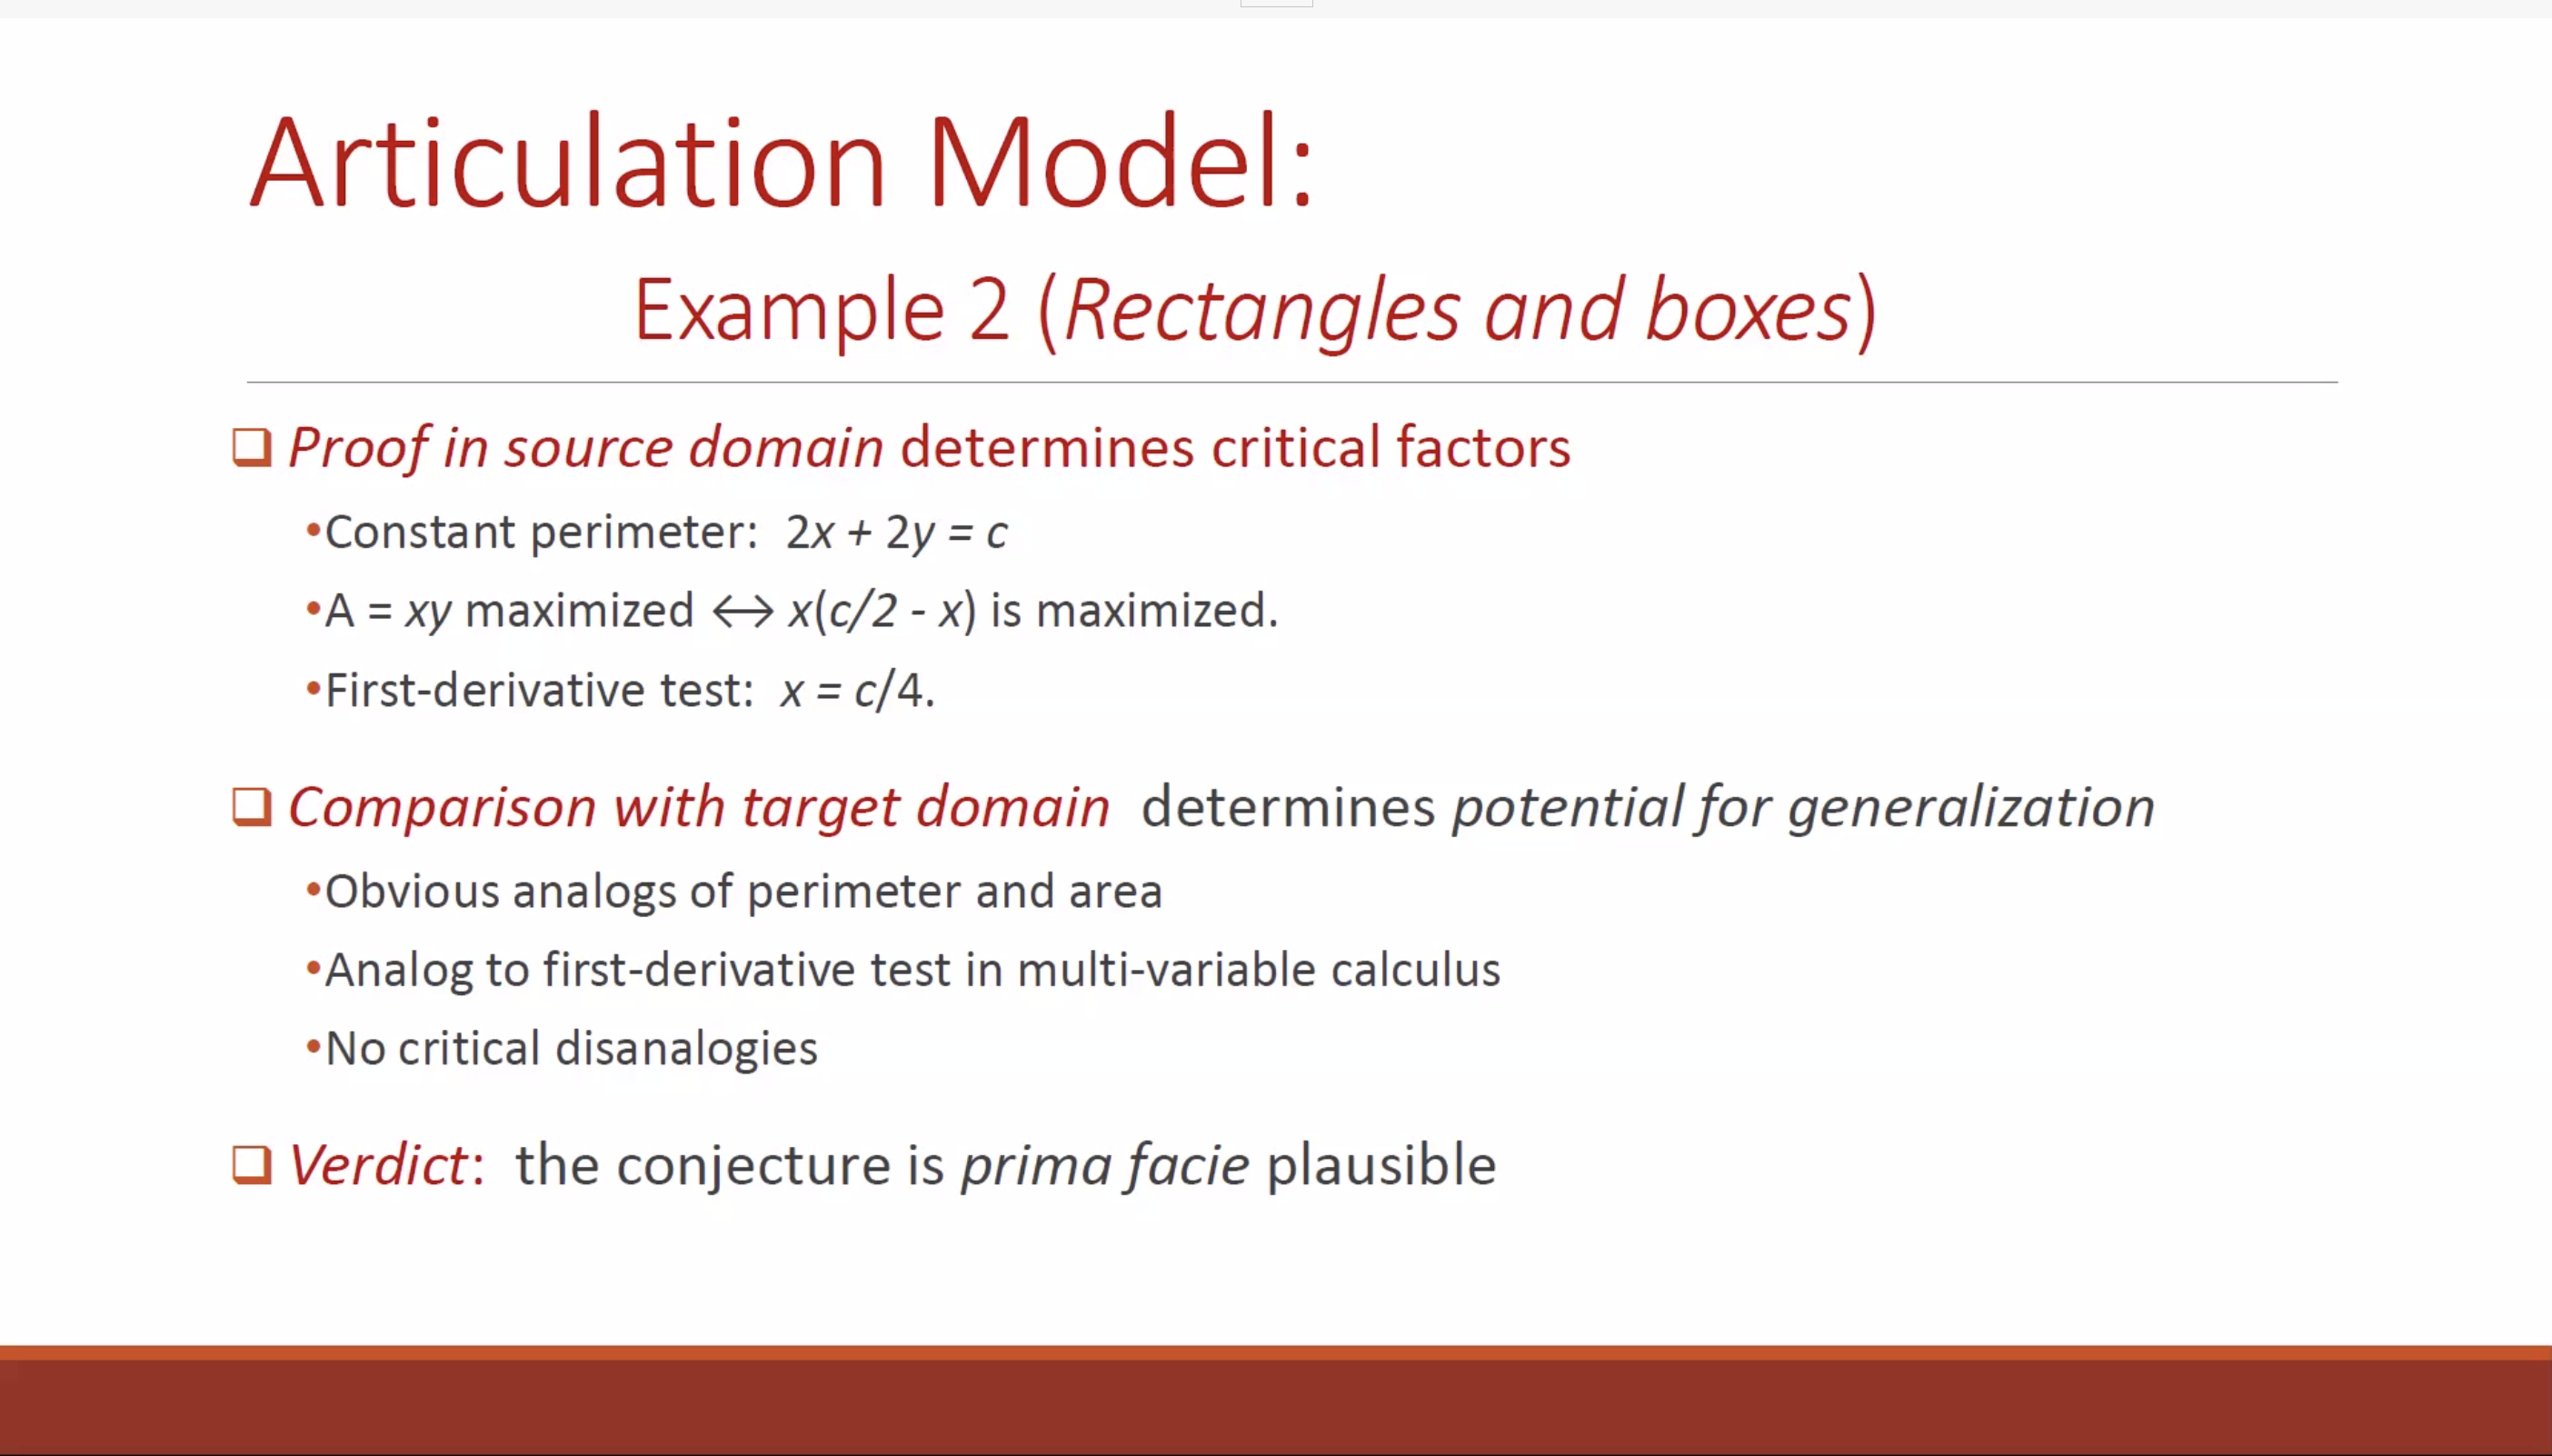 Articulation Model:
Example 2 (Rectangles and boxes)
❑ Proof in source domain determines critical factors
•Constant perimeter: 2x + 2y = c
•A = xy maximized ↔ x(c/2 - x) is maximized.
•First-derivative test: x = c/4.
❑ Comparison with target domain determines potential for generalization
•Obvious analogs of perimeter and area
•Analog to first-derivative test in multi-variable calculus
•No critical disanalogies
❑ Verdict: the conjecture is prima facie plausible